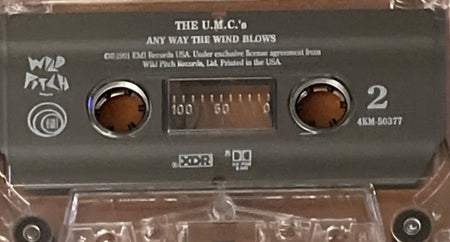 THE U.M.C.'s
ANY WAY THE WIND BLOWS
©℗1991 EMI Records USA. Under exclusive license agreement from
Wild Pitch Records, Ltd. Printed in the USA.
WILD
PITCH
EMI
100 50 0
2
4KM-50377
XDR